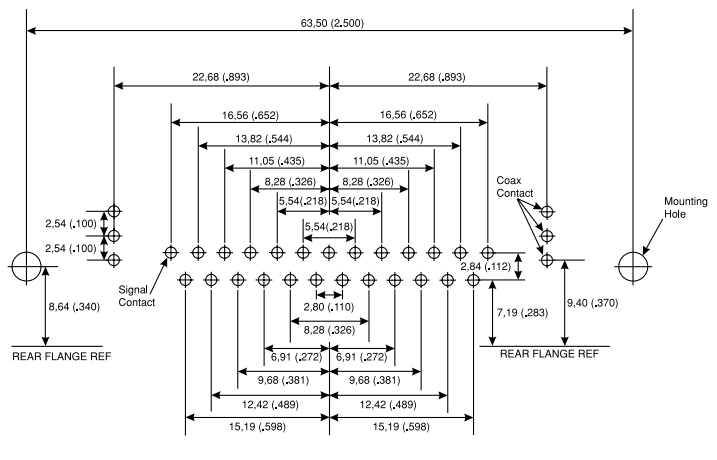 63,50 (2.500)
22,68 (.893) 22,68 (.893)
16,56 (.652) 16,56 (.652)
13,82 (.544) 13,82 (.544)
11,05 (.435) 11,05 (.435)
8,28 (.326) 8,28 (.326)
5,54(.218) 5,54(.218)
5,54(.218)
Coax
Contact
Mounting
Hole
2,54 (.100)
2,54 (.100)
2,84 (.112)
Signal
Contact
2,80 (.110)
8,64 (.340)
7,19 (.283)
9,40 (.370)
8,28 (.326)
REAR FLANGE REF
REAR FLANGE REF
6,91 (.272) 6,91 (.272)
9,68 (.381) 9,68 (.381)
12,42 (.489) 12,42 (.489)
15,19 (.598) 15,19 (.598)